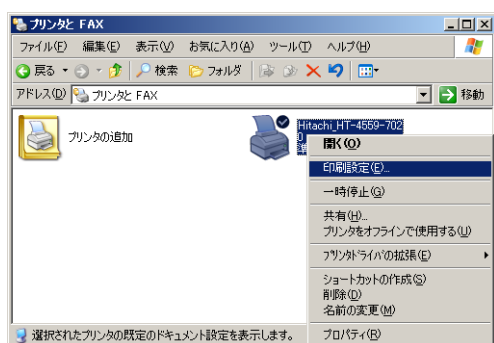 プリンタと FAX
ファイル(F) 編集(E) 表示(V) お気に入り(A) ツール(T) ヘルプ(H)
戻る 検索 フォルダ
アドレス(D) プリンタと FAX 移動
プリンタの追加
Hitachi_HT-4559-702
0
開く(O)
印刷設定(E)...
一時停止(G)
共有(H)...
プリンタをオフラインで使用する(U)
プリンタドライバの拡張(E)
ショートカットの作成(S)
削除(D)
名前の変更(M)
プロパティ(R)
選択されたプリンタの既定のドキュメント設定を表示します。